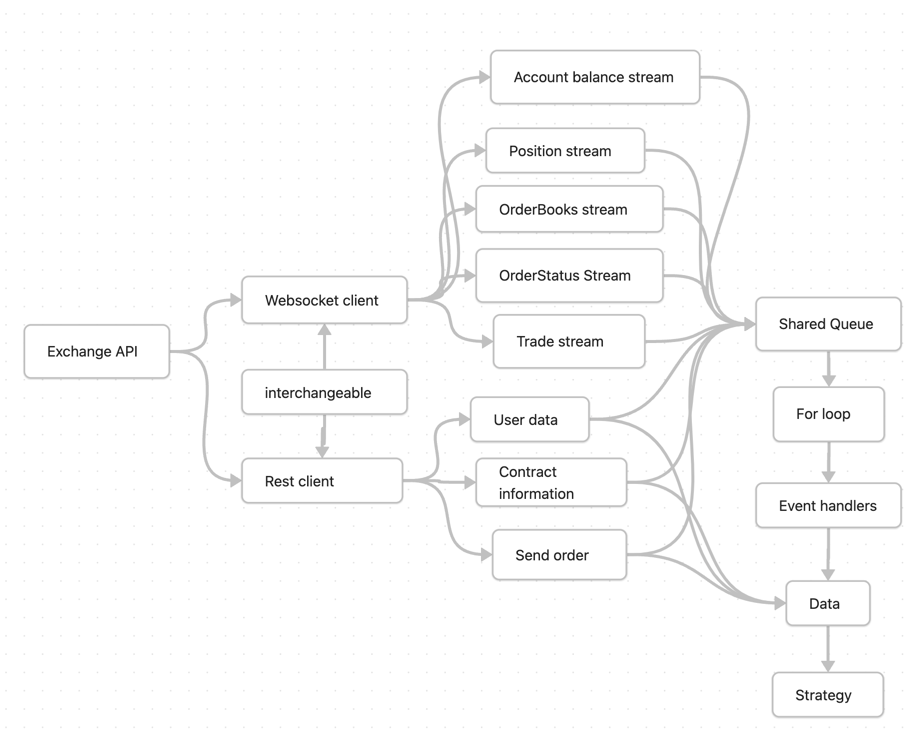 Account balance stream
Position stream
OrderBooks stream
OrderStatus Stream
Trade stream
Websocket client
Exchange API
interchangeable
Rest client
User data
Contract
information
Send order
Shared Queue
For loop
Event handlers
Data
Strategy